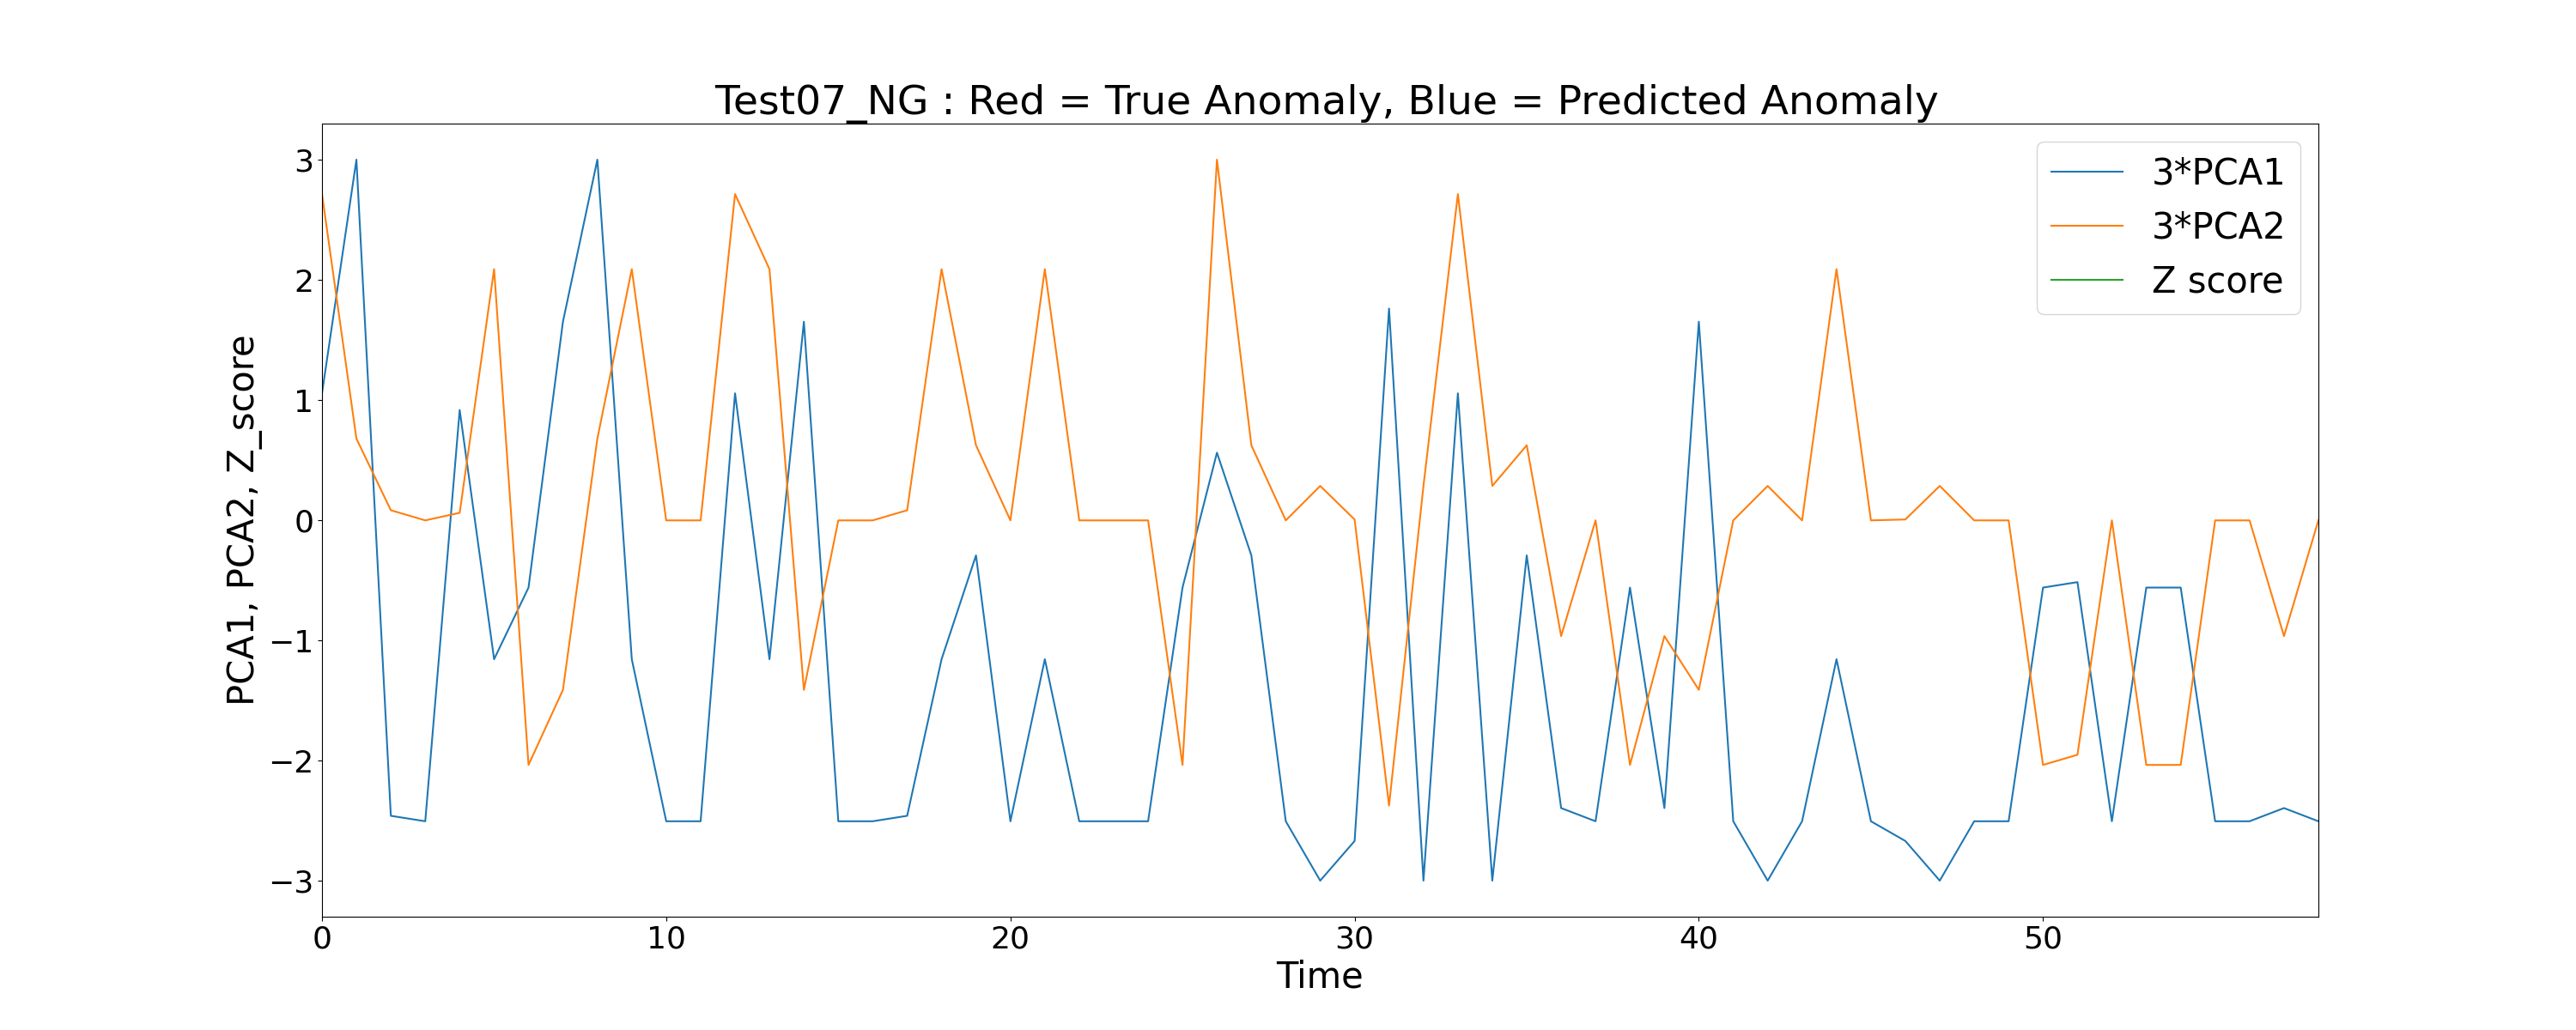 Test07_NG : Red = True Anomaly, Blue = Predicted Anomaly
3*PCA1
3*PCA2
Z score
PCA1, PCA2, Z_score
3
2
1
0
−1
−2
−3
0 10 20 30 40 50
Time